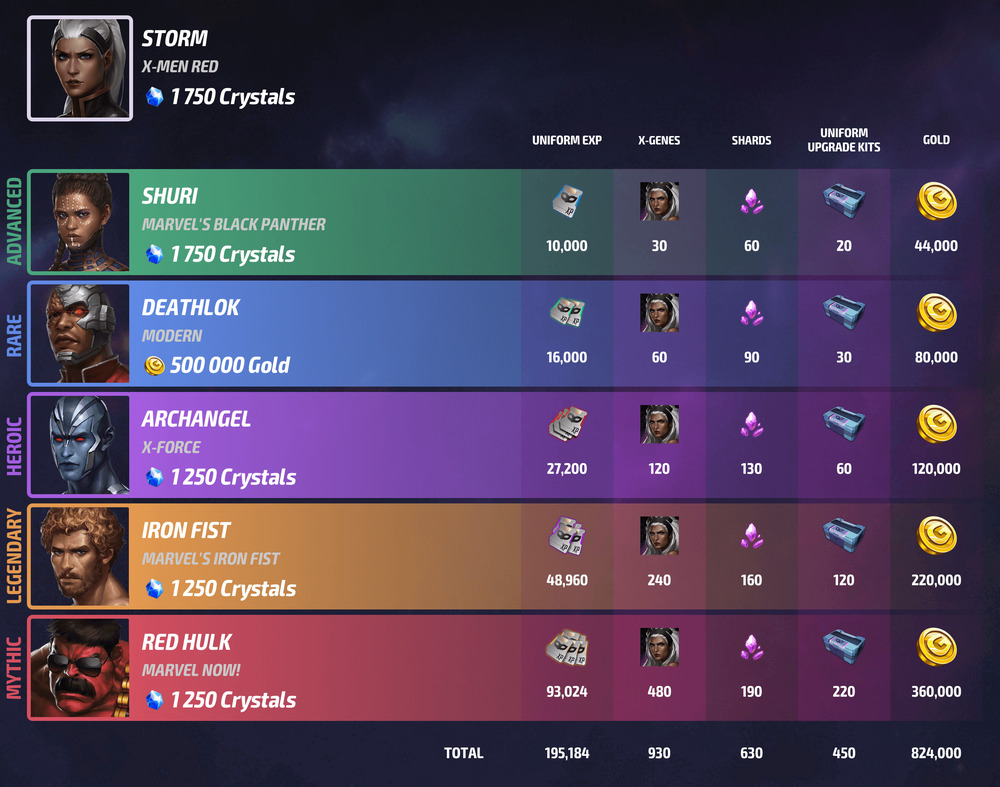 STORM
X-MEN RED
1 750 Crystals
UNIFORM EXP X-GENES SHARDS UNIFORM UPGRADE KITS GOLD
ADVANCED
SHURI
MARVEL'S BLACK PANTHER
1 750 Crystals
10,000 30 60 20 44,000
RARE
DEATHLOK
MODERN
500 000 Gold
16,000 60 90 30 80,000
HEROIC
ARCHANGEL
X-FORCE
1 250 Crystals
27,200 120 130 60 120,000
LEGENDARY
IRON FIST
MARVEL'S IRON FIST
1 250 Crystals
48,960 240 160 120 220,000
MYTHIC
RED HULK
MARVEL NOW!
1 250 Crystals
93,024 480 190 220 360,000
TOTAL 195,184 930 630 450 824,000